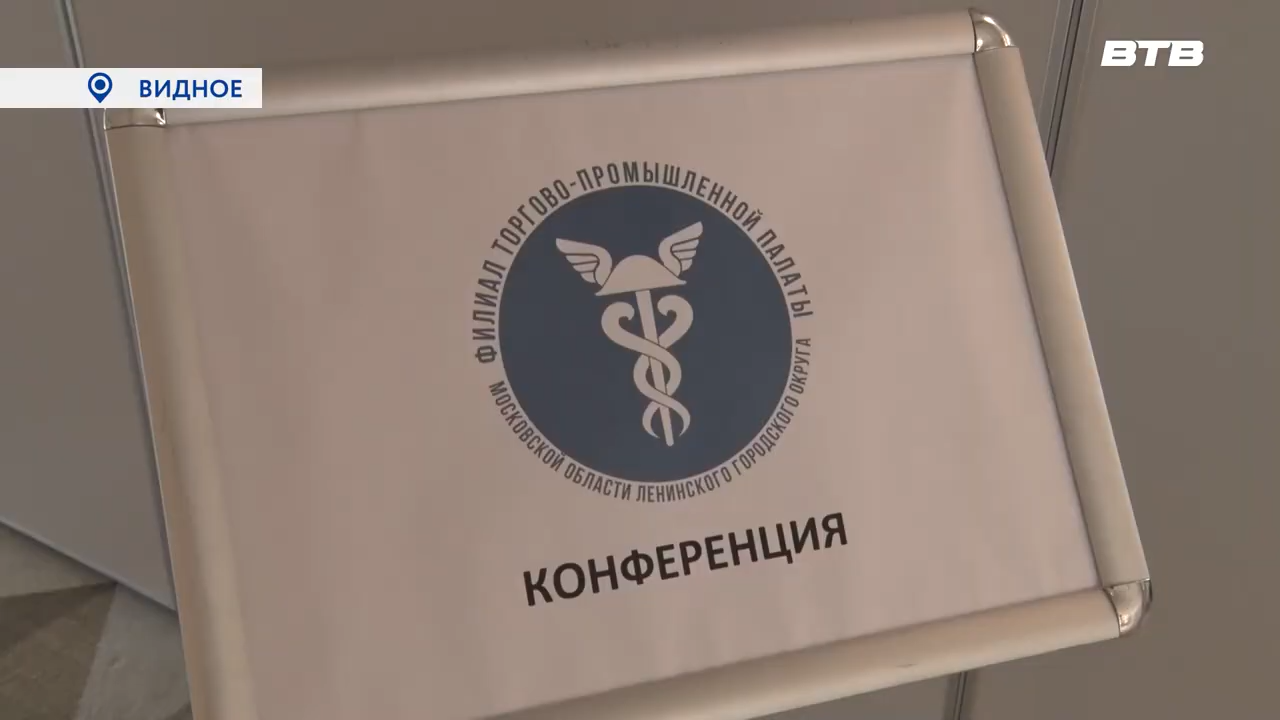 ВТВ
ВИДНОЕ
ФИЛИАЛ ТОРГОВО-ПРОМЫШЛЕННОЙ ПАЛАТЫ
МОСКОВСКОЙ ОБЛАСТИ ЛЕНИНСКОГО ГОРОДСКОГО ОКРУГА
КОНФЕРЕНЦИЯ